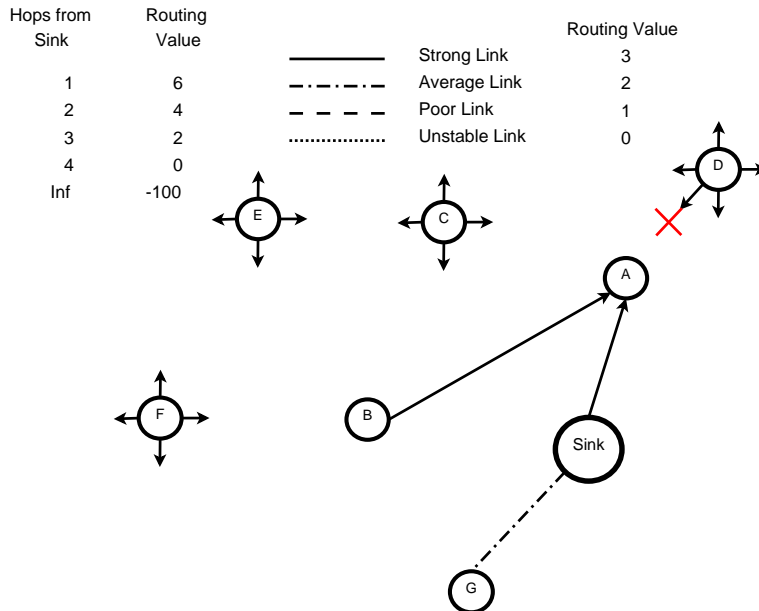 Hops from Sink
Routing Value
1 6
2 4
3 2
4 0
Inf -100
Routing Value
Strong Link 3
Average Link 2
Poor Link 1
Unstable Link 0
D
E
C
A
F
B
Sink
G